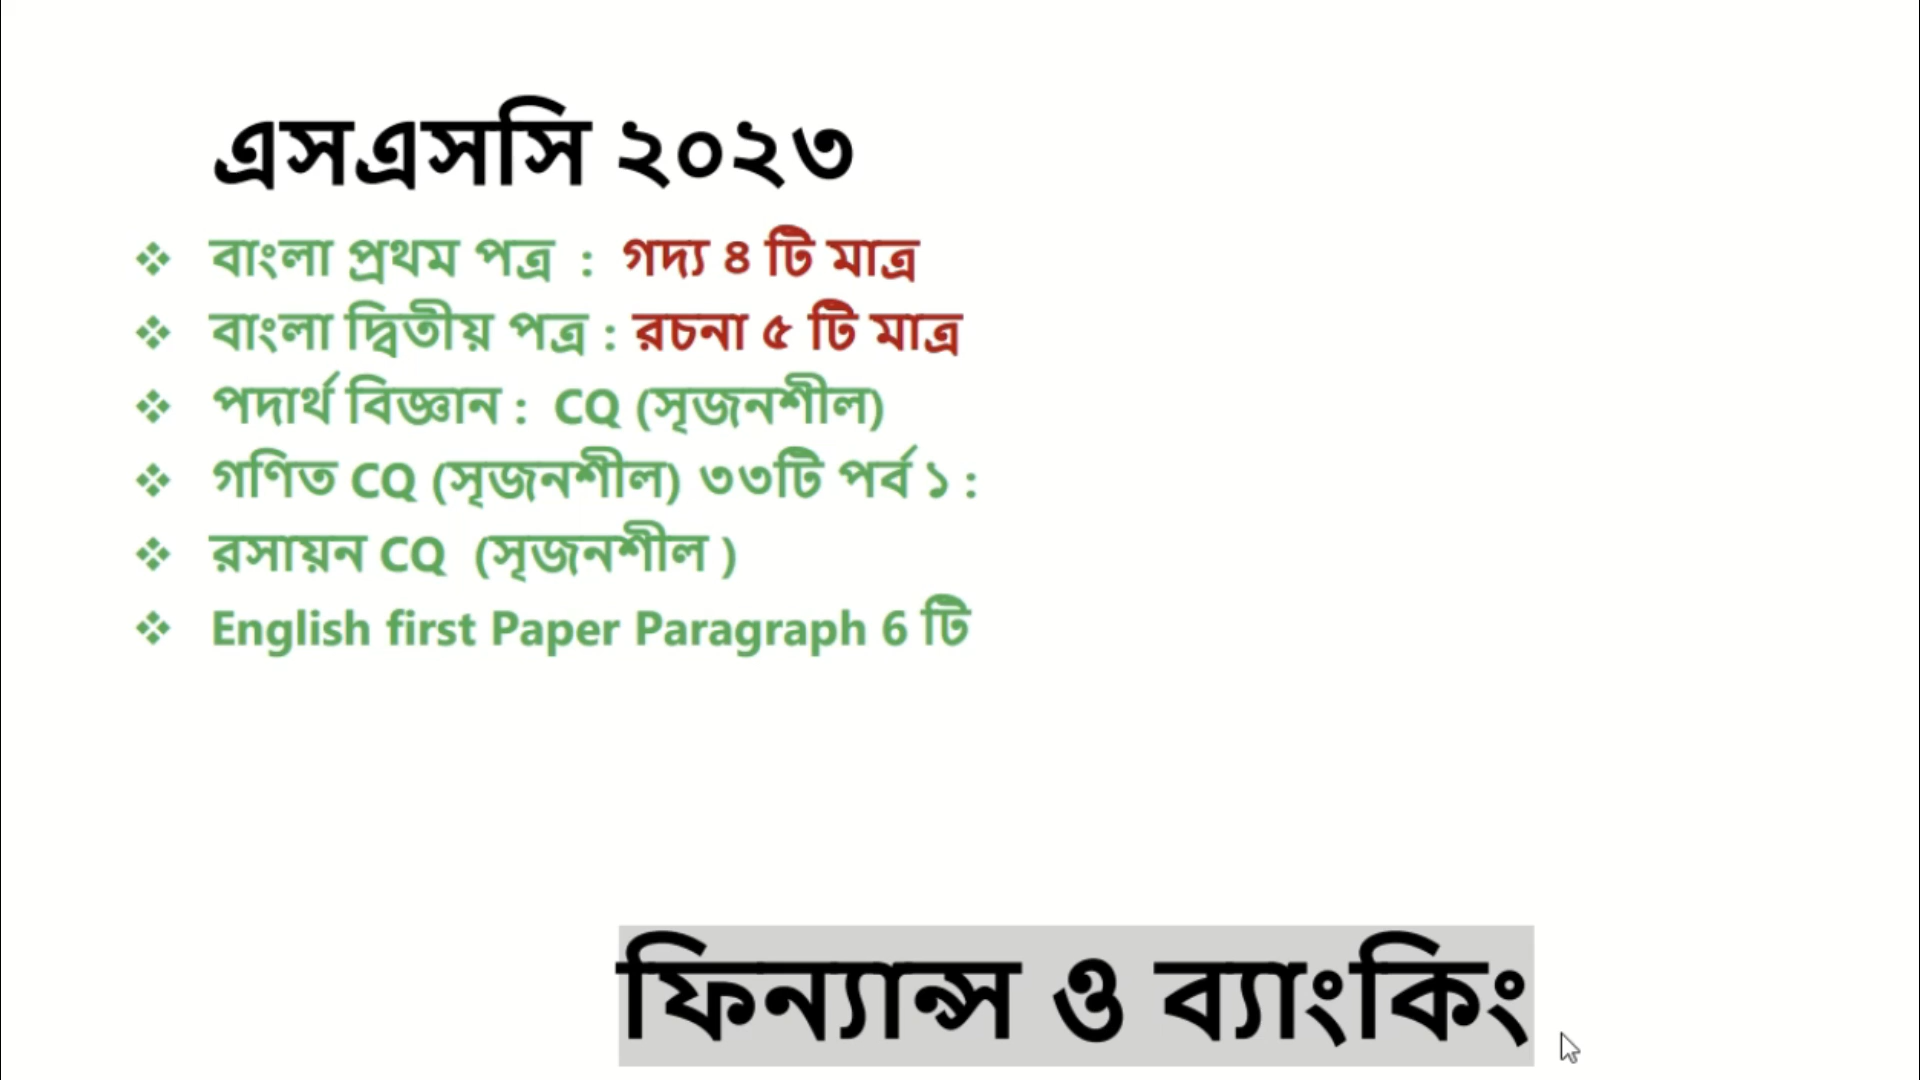 এসএসসি ২০২৩
❖ বাংলা প্রথম পত্র : গদ্য ৪ টি মাত্র
❖ বাংলা দ্বিতীয় পত্র : রচনা ৫ টি মাত্র
❖ পদার্থ বিজ্ঞান : CQ (সৃজনশীল)
❖ গণিত CQ (সৃজনশীল) ৩৩টি পর্ব ১ :
❖ রসায়ন CQ (সৃজনশীল )
❖ English first Paper Paragraph 6 টি
ফিন্যান্স ও ব্যাংকিং